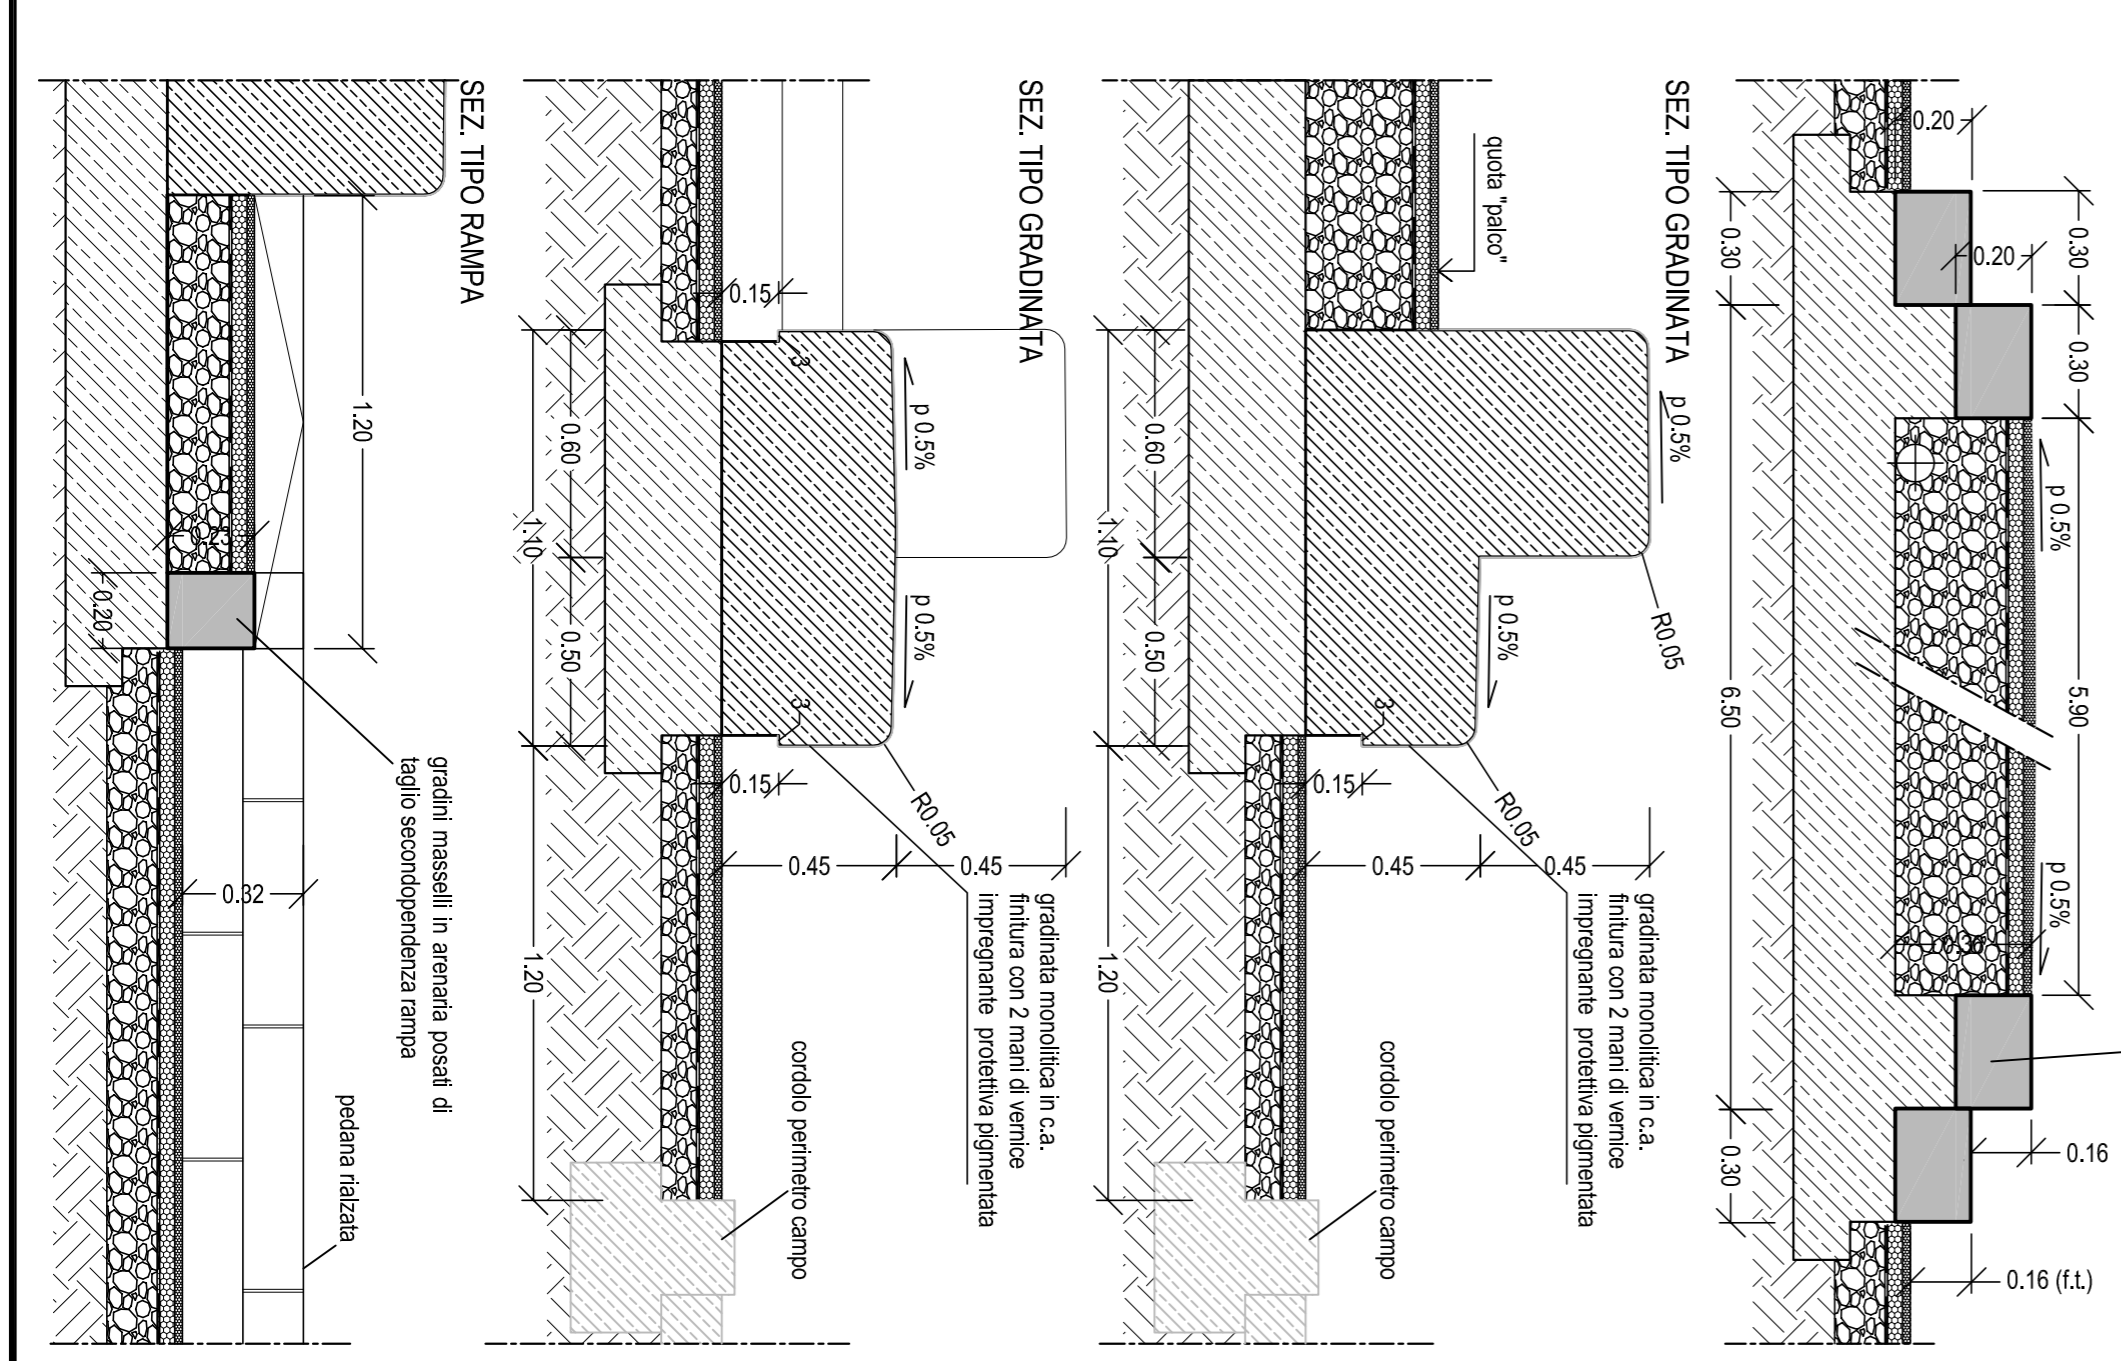 SEZ. TIPO RAMPA
1.20
0.23
0.20
0.32
gradini masselli in arenaria posati di
taglio secondopendenza rampa
pedana rialzata
SEZ. TIPO GRADINATA
0.15
3
p 0.5%
p 0.5%
0.60
0.50
1.10
3
0.15
R0.05
0.45
0.45
1.20
gradinata monolitica in c.a.
finitura con 2 mani di vernice
impregnante protettiva pigmentata
cordolo perimetro campo
SEZ. TIPO GRADINATA
quota "palco"
p 0.5%
R0.05
p 0.5%
0.60
0.50
1.10
3
0.15
R0.05
0.45
0.45
1.20
gradinata monolitica in c.a.
finitura con 2 mani di vernice
impregnante protettiva pigmentata
cordolo perimetro campo
0.20
0.30
0.30
0.20
0.30
p 0.5%
5.90
6.50
p 0.5%
0.36
0.16
0.30
0.16 (f.t.)